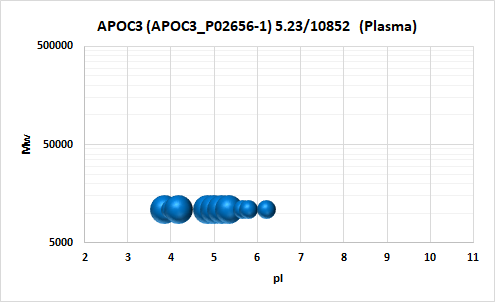 APOC3 (APOC3_P02656-1) 5.23/10852 (Plasma)
500000
50000
5000
Mw
2 3 4 5 6 7 8 9 10 11
pI